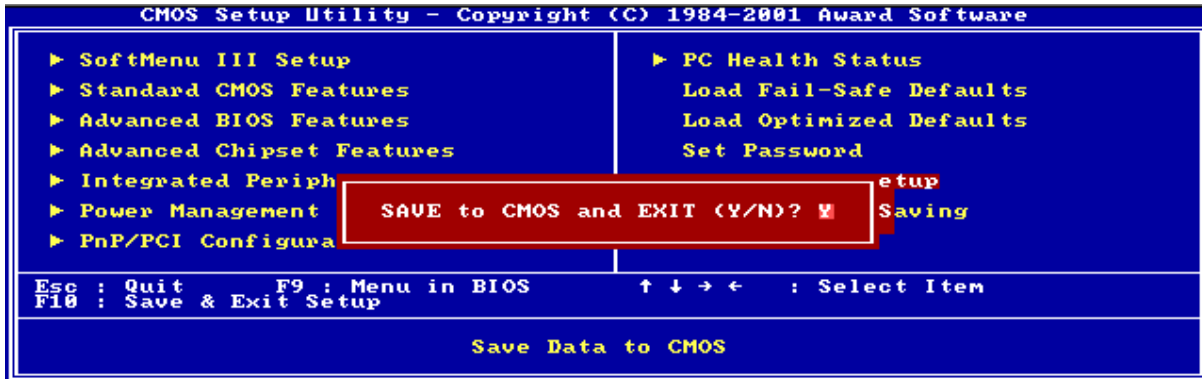 CMOS Setup Utility - Copyright (C) 1984-2001 Award Software
▶ SoftMenu III Setup
▶ Standard CMOS Features
▶ Advanced BIOS Features
▶ Advanced Chipset Features
▶ Integrated Periph
▶ Power Management
▶ PnP/PCI Configura
▶ PC Health Status
Load Fail-Safe Defaults
Load Optimized Defaults
Set Password
etup
Saving
SAVE to CMOS and EXIT (Y/N)? Y
Esc : Quit F9 : Menu in BIOS ↑ ↓ → ← : Select Item
F10 : Save & Exit Setup
Save Data to CMOS